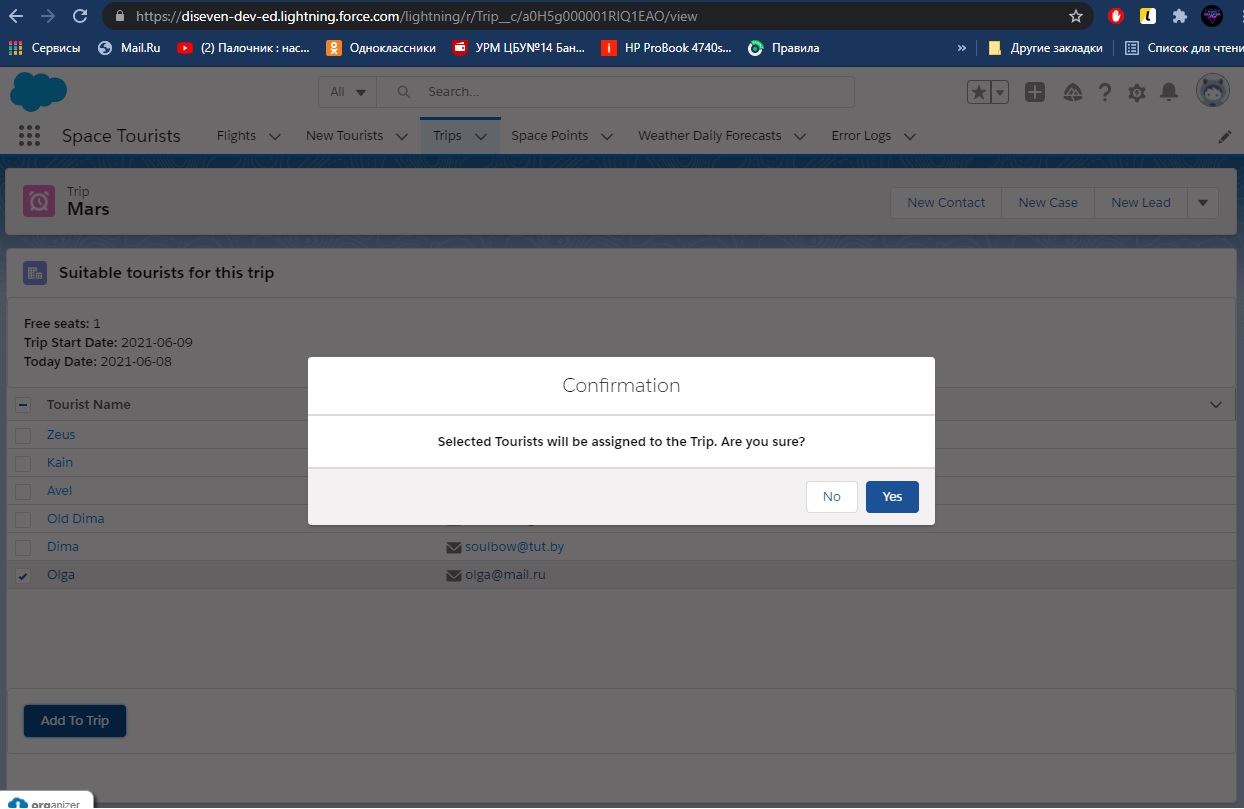 https://diseven-dev-ed.lightning.force.com/lightning/r/Trip__c/a0H5g000001RIQ1EAO/view
Сервисы Mail.Ru (2) Палочник : нас... Одноклассники УРМ ЦБУ№14 Бан... HP ProBook 4740s... Правила » Другие закладки Список для чтени
All Search...
Space Tourists Flights New Tourists Trips Space Points Weather Daily Forecasts Error Logs
Trip
Mars
New Contact New Case New Lead
Suitable tourists for this trip
Free seats: 1
Trip Start Date: 2021-06-09
Today Date: 2021-06-08
Confirmation
Selected Tourists will be assigned to the Trip. Are you sure?
No Yes
Tourist Name
Zeus
Kain
Avel
Old Dima
Dima soulbow@tut.by
Olga olga@mail.ru
Add To Trip
organizer